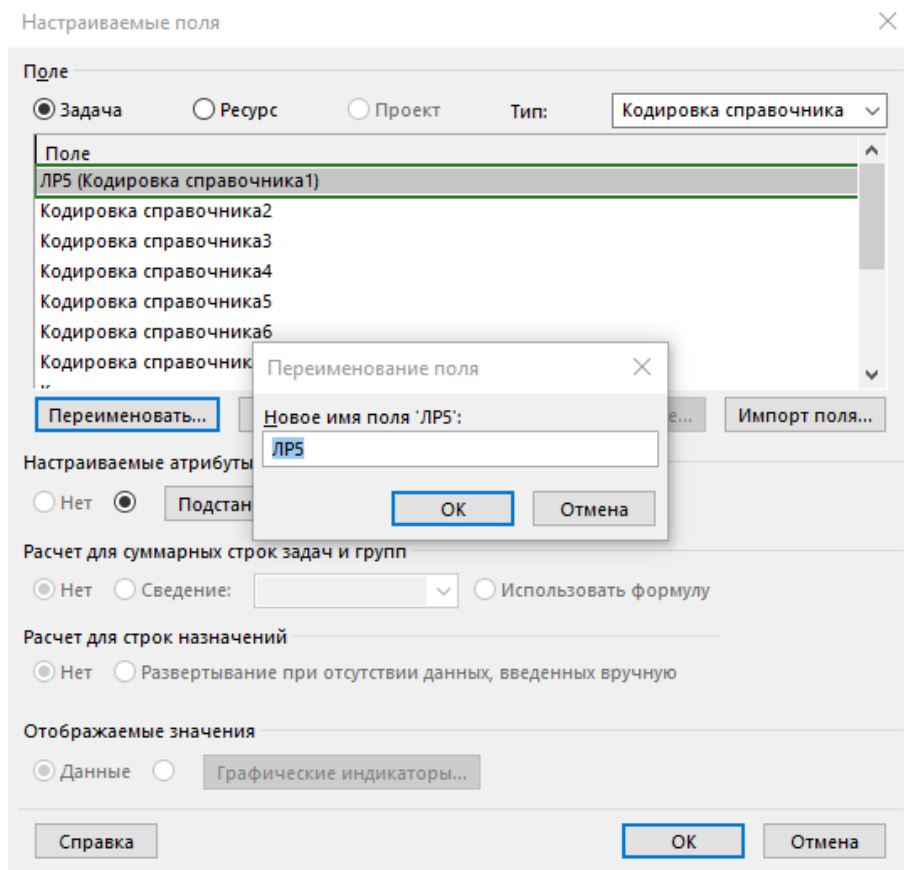 Настраиваемые поля
Поле
Задача Ресурс Проект Тип: Кодировка справочника
Поле
ЛР5 (Кодировка справочника1)
Кодировка справочника2
Кодировка справочника3
Кодировка справочника4
Кодировка справочника5
Кодировка справочника6
Кодировка справочник
Переименование поля
Переименовать... е... Импорт поля...
Новое имя поля 'ЛР5':
ЛР5
Настраиваемые атрибуты
Нет Подстан
ОК Отмена
Расчет для суммарных строк задач и групп
Нет Сведение: Использовать формулу
Расчет для строк назначений
Нет Развертывание при отсутствии данных, введенных вручную
Отображаемые значения
Данные Графические индикаторы...
Справка ОК Отмена